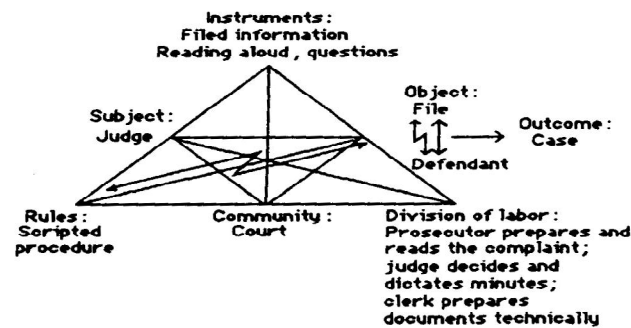 Instruments:
Filed information
Reading aloud, questions
Subject:
Judge
Object:
File
Defendant
Outcome:
Case
Rules:
Scripted
procedure
Community:
Court
Division of labor:
Prosecutor prepares and
reads the complaint;
judge decides and
dictates minutes;
clerk prepares
documents technically